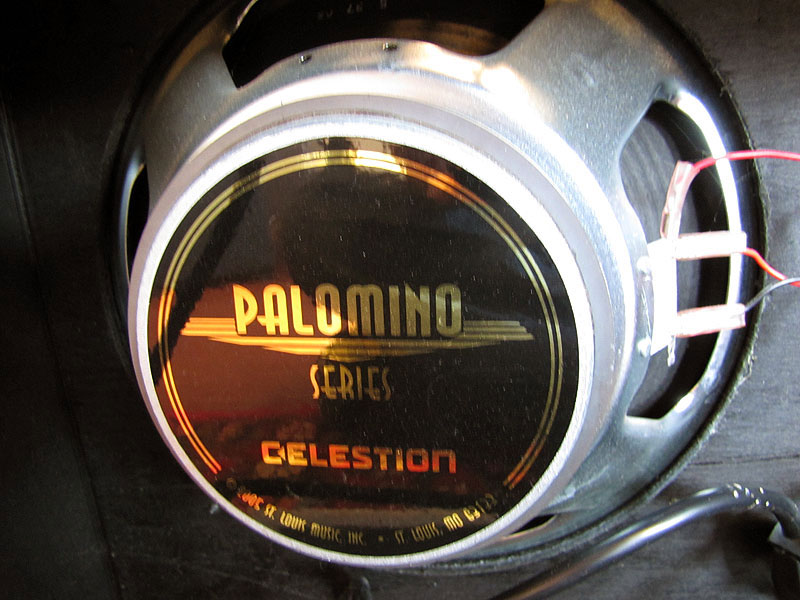 PALOMINO
SERIES
CELESTION
ST. LOUIS MUSIC, INC. • ST. LOUIS, MO